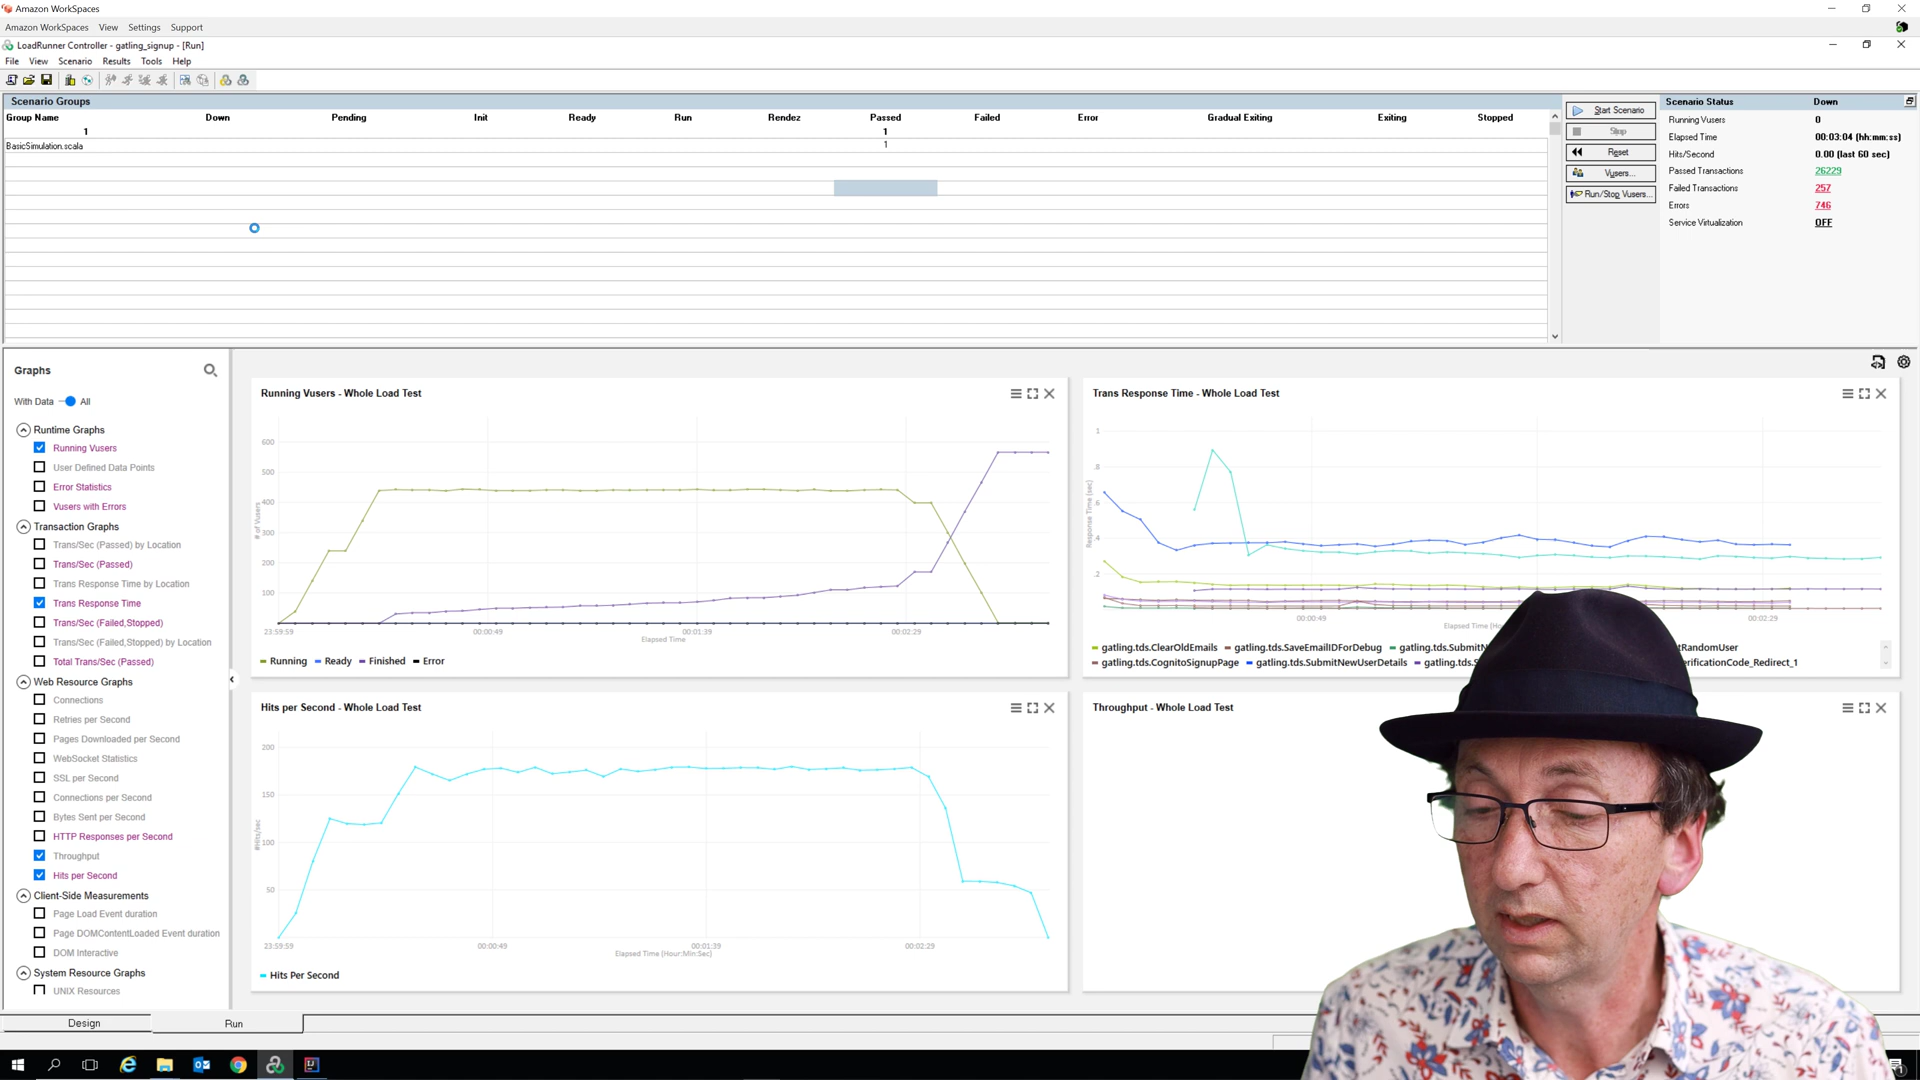 Amazon WorkSpaces
Amazon WorkSpaces View Settings Support
LoadRunner Controller - gatling_signup - [Run]
File View Scenario Results Tools Help
Scenario Groups
Group Name Down Pending Init Ready Run Rendez Passed Failed Error Gradual Exiting Exiting Stopped
1 1
BasicSimulation.scala 1
Start Scenario
Stop
Reset
Vusers...
Run/Stop Vusers...
Scenario Status Down
Running Vusers 0
Elapsed Time 00:03:04 (hh:mm:ss)
Hits/Second 0.00 (last 60 sec)
Passed Transactions 26229
Failed Transactions 257
Errors 746
Service Virtualization OFF
Graphs
With Data All
Runtime Graphs
Running Vusers
User Defined Data Points
Error Statistics
Vusers with Errors
Transaction Graphs
Trans/Sec (Passed) by Location
Trans/Sec (Passed)
Trans Response Time by Location
Trans Response Time
Trans/Sec (Failed,Stopped)
Trans/Sec (Failed,Stopped) by Location
Total Trans/Sec (Passed)
Web Resource Graphs
Connections
Retries per Second
Pages Downloaded per Second
WebSocket Statistics
SSL per Second
Connections per Second
Bytes Sent per Second
HTTP Responses per Second
Throughput
Hits per Second
Client-Side Measurements
Page Load Event duration
Page DOMContentLoaded Event duration
DOM Interactive
System Resource Graphs
UNIX Resources
Running Vusers - Whole Load Test
600
500
400
300
200
100
# of Vusers
23:59:59 00:00:49 00:01:39 00:02:29
Elapsed Time
Running Ready Finished Error
Trans Response Time - Whole Load Test
1
.8
.6
.4
.2
Response Time (sec)
00:00:49 00:02:29
Elapsed Time (Ho
gatling.tds.ClearOldEmails gatling.tds.SaveEmailIDForDebug gatling.tds.SubmitN tRandomUser
gatling.tds.CognitoSignupPage gatling.tds.SubmitNewUserDetails gatling.tds.S erificationCode_Redirect_1
Hits per Second - Whole Load Test
200
150
100
50
#Hits/sec
23:59:59 00:00:49 00:01:39 00:02:29
Elapsed Time (Hour:Min:Sec)
Hits Per Second
Throughput - Whole Load Test
Design Run